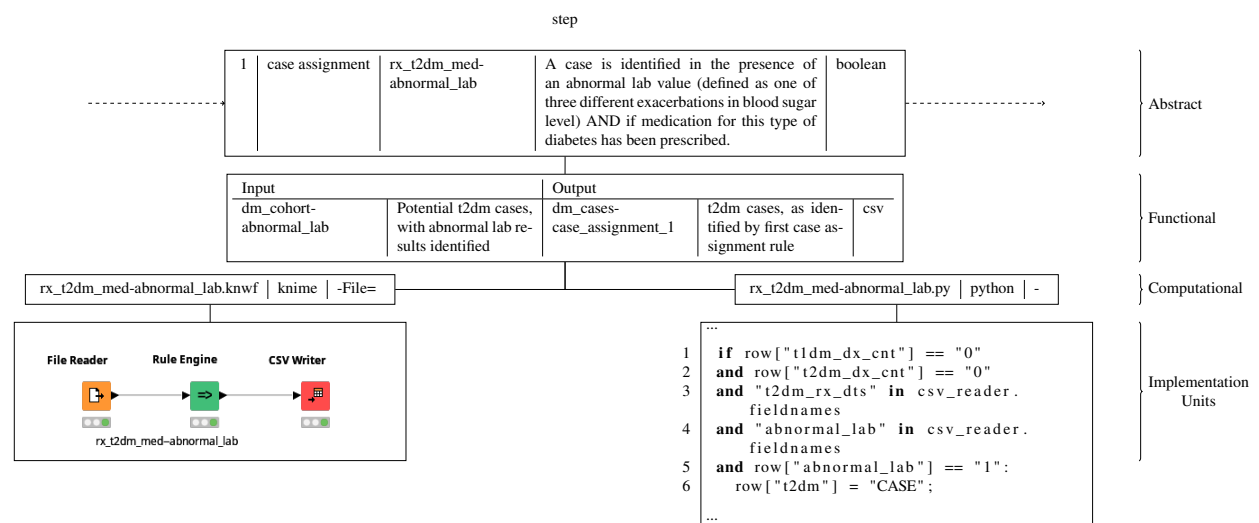 step
1 case assignment rx_t2dm_med- A case is identified in the presence of boolean
abnormal_lab an abnormal lab value (defined as one of
three different exacerbations in blood sugar
level) AND if medication for this type of
diabetes has been prescribed.
Abstract
Input Output
dm_cohort- Potential t2dm cases, dm_cases- t2dm cases, as iden- csv
abnormal_lab with abnormal lab re- case_assignment_1 tified by first case as-
sults identified signment rule
Functional
rx_t2dm_med-abnormal_lab.knwf knime -File=
rx_t2dm_med-abnormal_lab.py python -
Computational
File Reader Rule Engine CSV Writer
=>
rx_t2dm_med–abnormal_lab
...
1 if row["t1dm_dx_cnt"] == "0"
2 and row["t2dm_dx_cnt"] == "0"
3 and "t2dm_rx_dts" in csv_reader.
fieldnames
4 and "abnormal_lab" in csv_reader.
fieldnames
5 and row["abnormal_lab"] == "1":
6 row["t2dm"] = "CASE";
...
Implementation
Units